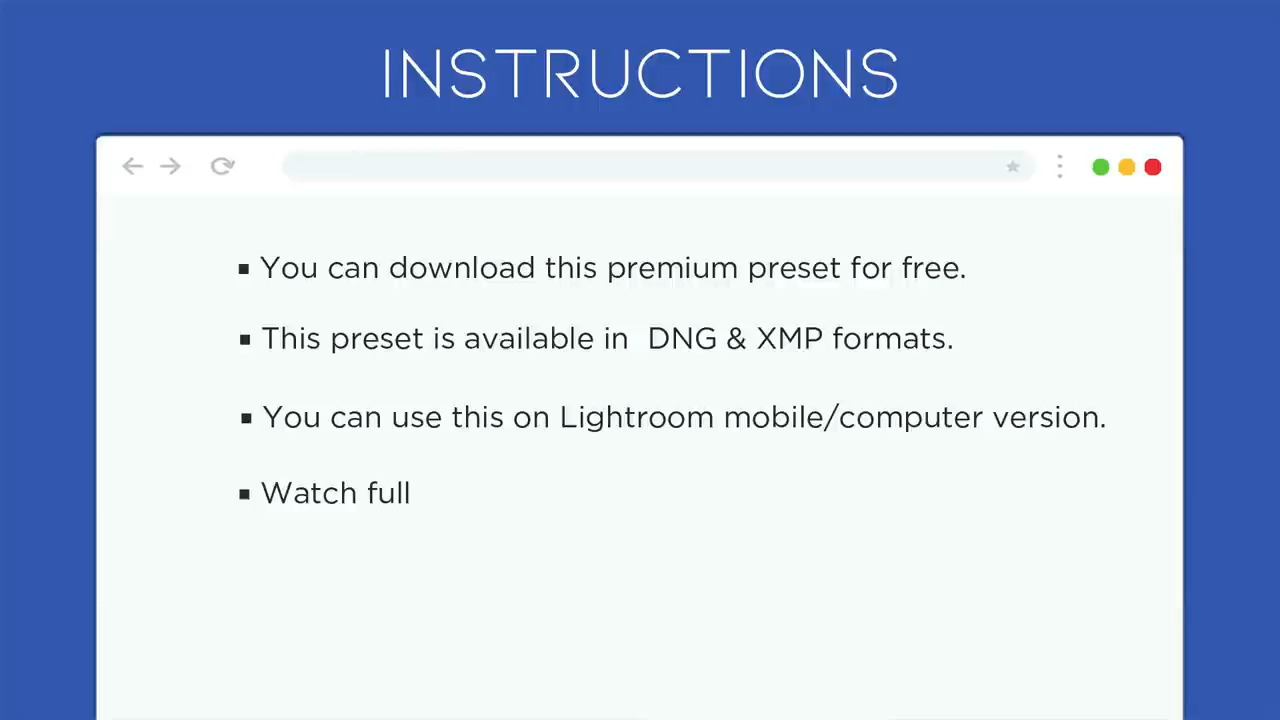 INSTRUCTIONS
▪ You can download this premium preset for free.
▪ This preset is available in  DNG & XMP formats.
▪ You can use this on Lightroom mobile/computer version.
▪ Watch full